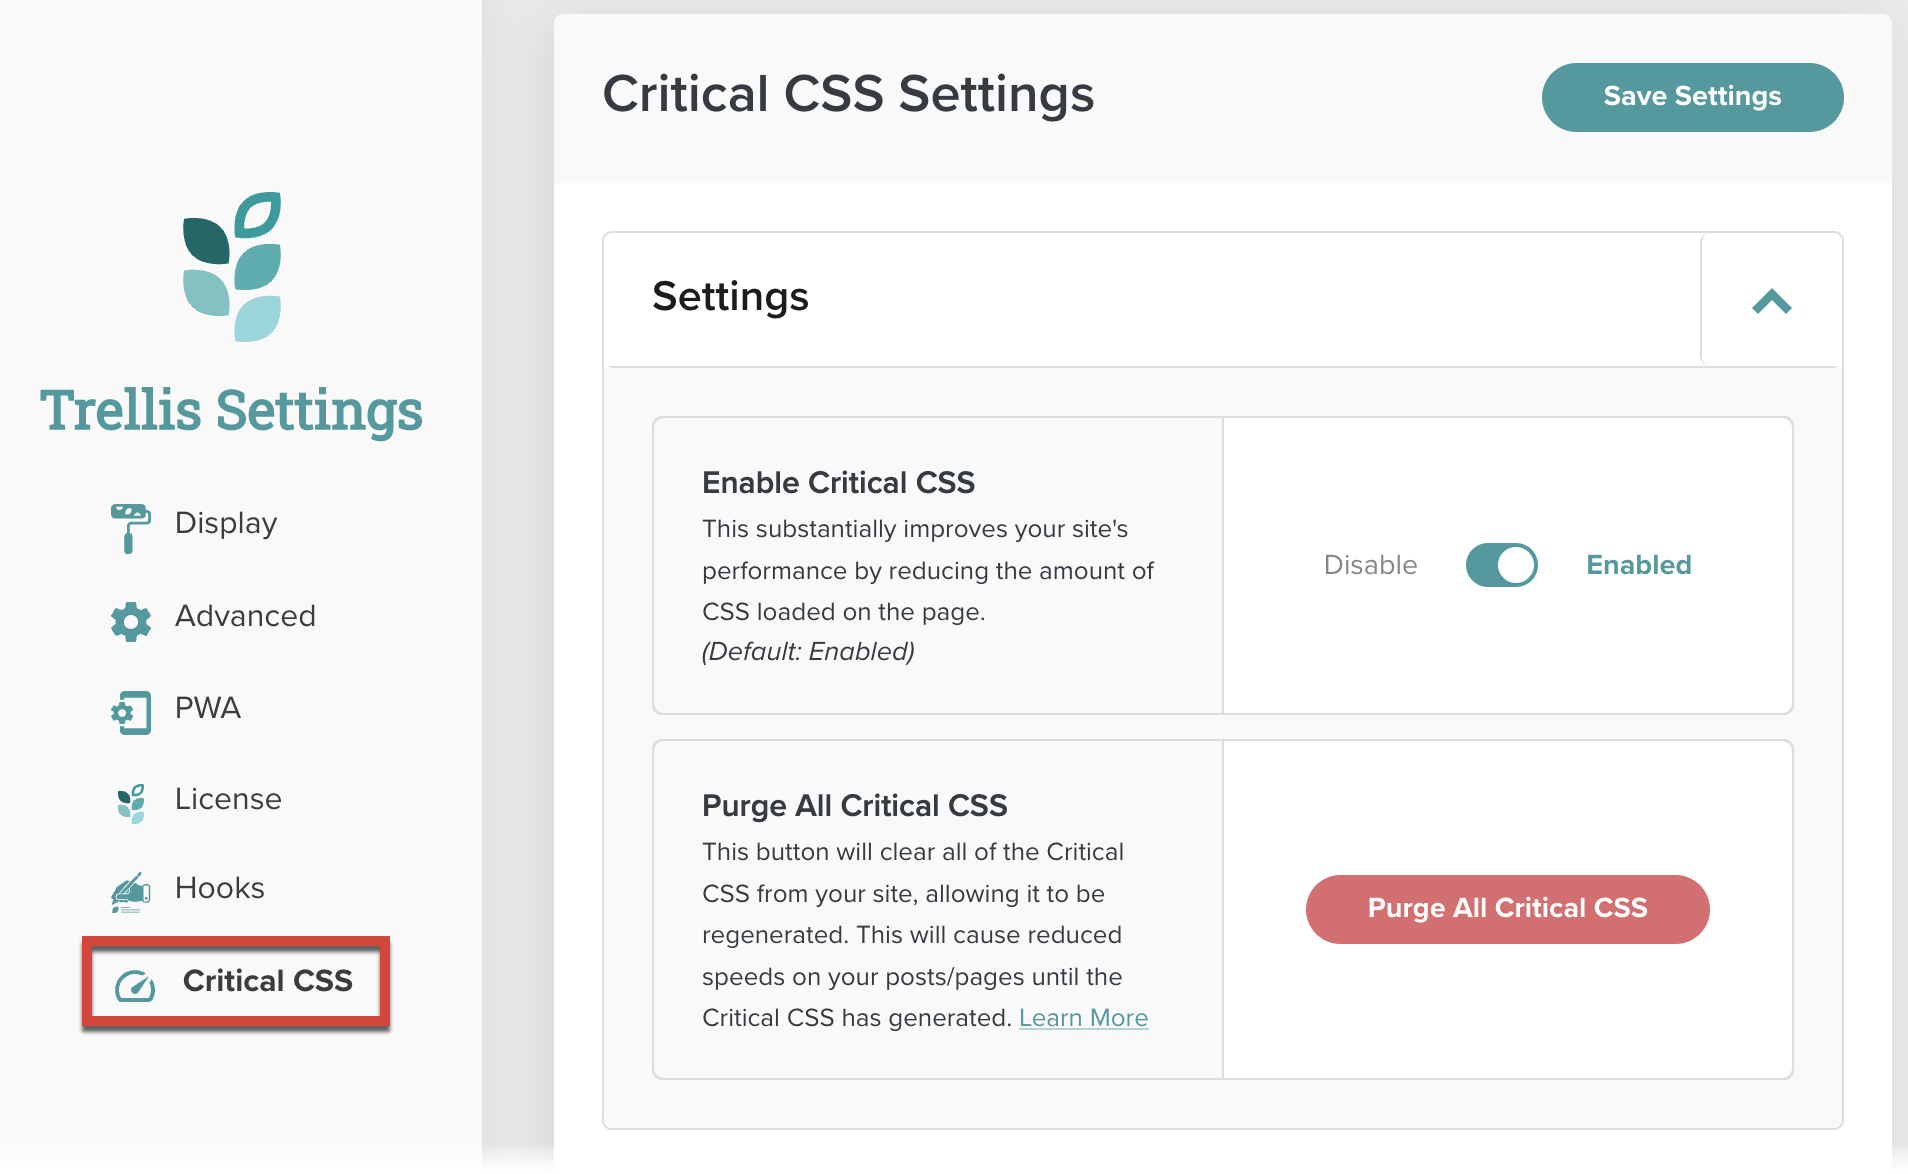 Trellis Settings
Display
Advanced
PWA
License
Hooks
Critical CSS
Critical CSS Settings
Save Settings
Settings
Enable Critical CSS
This substantially improves your site's
performance by reducing the amount of
CSS loaded on the page.
(Default: Enabled)
Disable
Enabled
Purge All Critical CSS
This button will clear all of the Critical
CSS from your site, allowing it to be
regenerated. This will cause reduced
speeds on your posts/pages until the
Critical CSS has generated. Learn More
Purge All Critical CSS